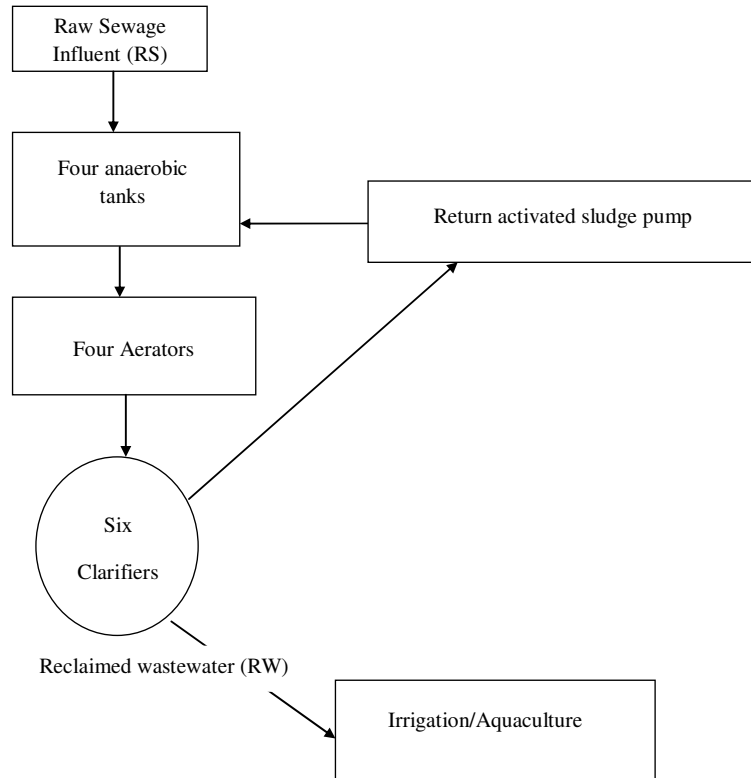 Raw Sewage
Influent (RS)
Four anaerobic
tanks
Return activated sludge pump
Four Aerators
Six
Clarifiers
Reclaimed wastewater (RW)
Irrigation/Aquaculture